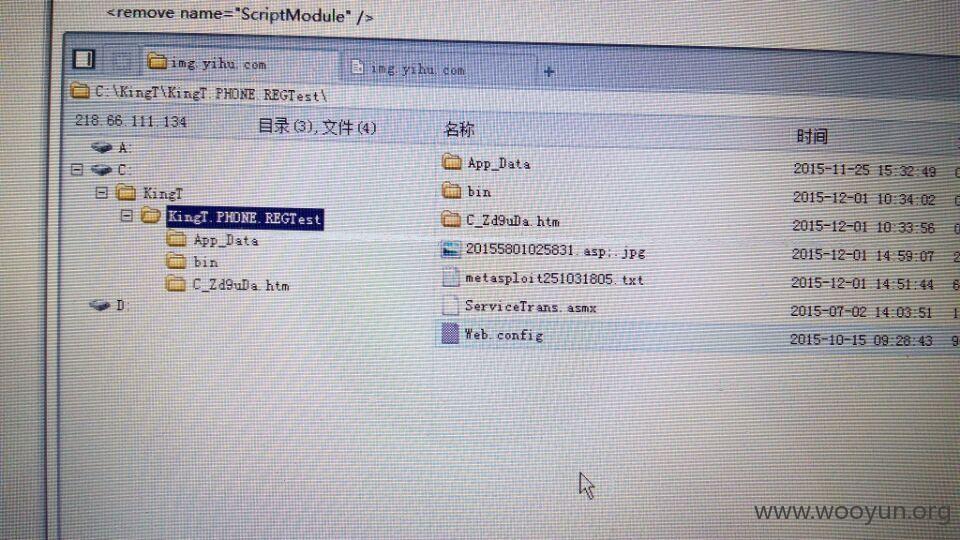 <remove name="ScriptModule" />
img.yihu.com
img.yihu.com
C:\KingT\KingT.PHONE.REGTest\
218.66.111.134 目录(3),文件(4) 名称 时间
A:
C:
KingT
KingT.PHONE.REGTest
App_Data
bin
C_Zd9uDa.htm
D:
App_Data 2015-11-25 15:32:49
bin 2015-12-01 10:34:02
C_Zd9uDa.htm 2015-12-01 10:33:56
20155801025831.asp;.jpg 2015-12-01 14:59:07
metasploit251031805.txt 2015-12-01 14:51:44
ServiceTrans.asmx 2015-07-02 14:03:51
Web.config 2015-10-15 09:28:43
www.wooyun.org